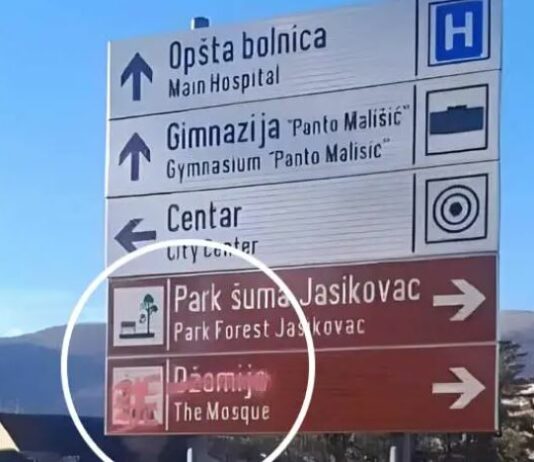 Opšta bolnica
Main Hospital
H
Gimnazija "Panto Mališić"
Gymnasium "Panto Malisic"
Centar
City Center
Park šuma Jasikovac
Park Forest Jasikovac
Džamija
The Mosque